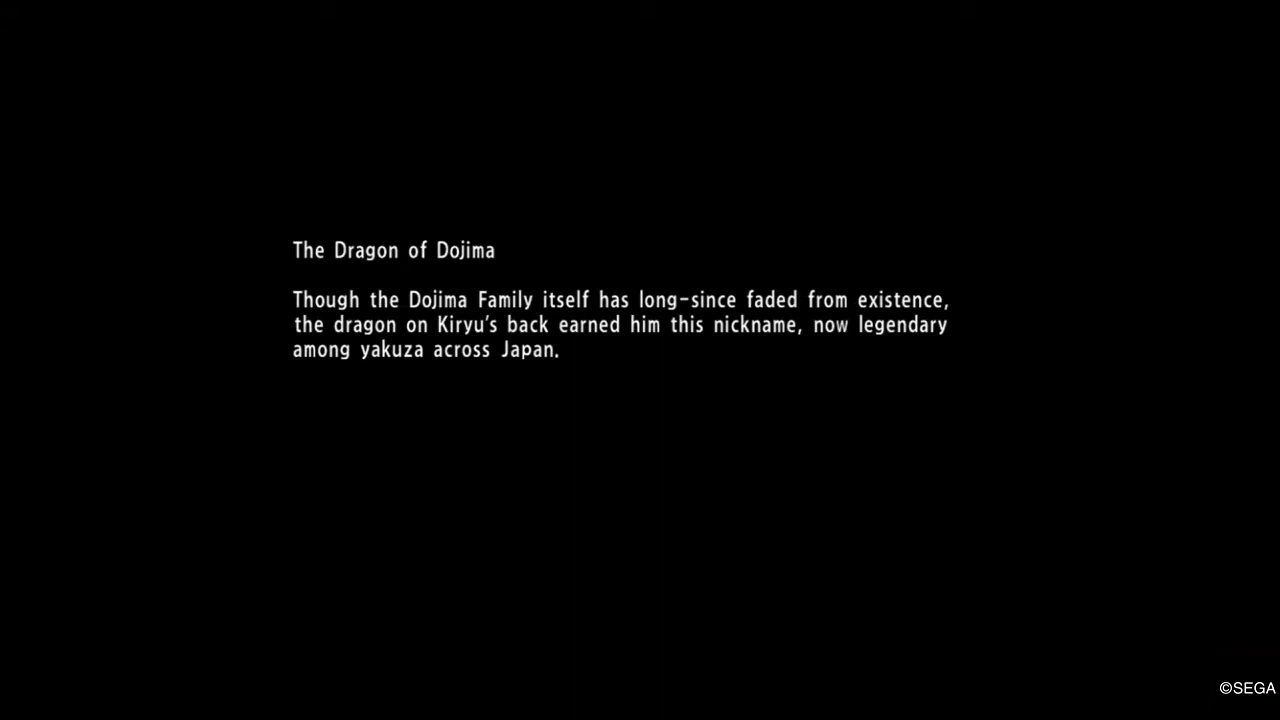 The Dragon of Dojima
Though the Dojima Family itself has long-since faded from existence,
the dragon on Kiryu's back earned him this nickname, now legendary
among yakuza across Japan.
©SEGA